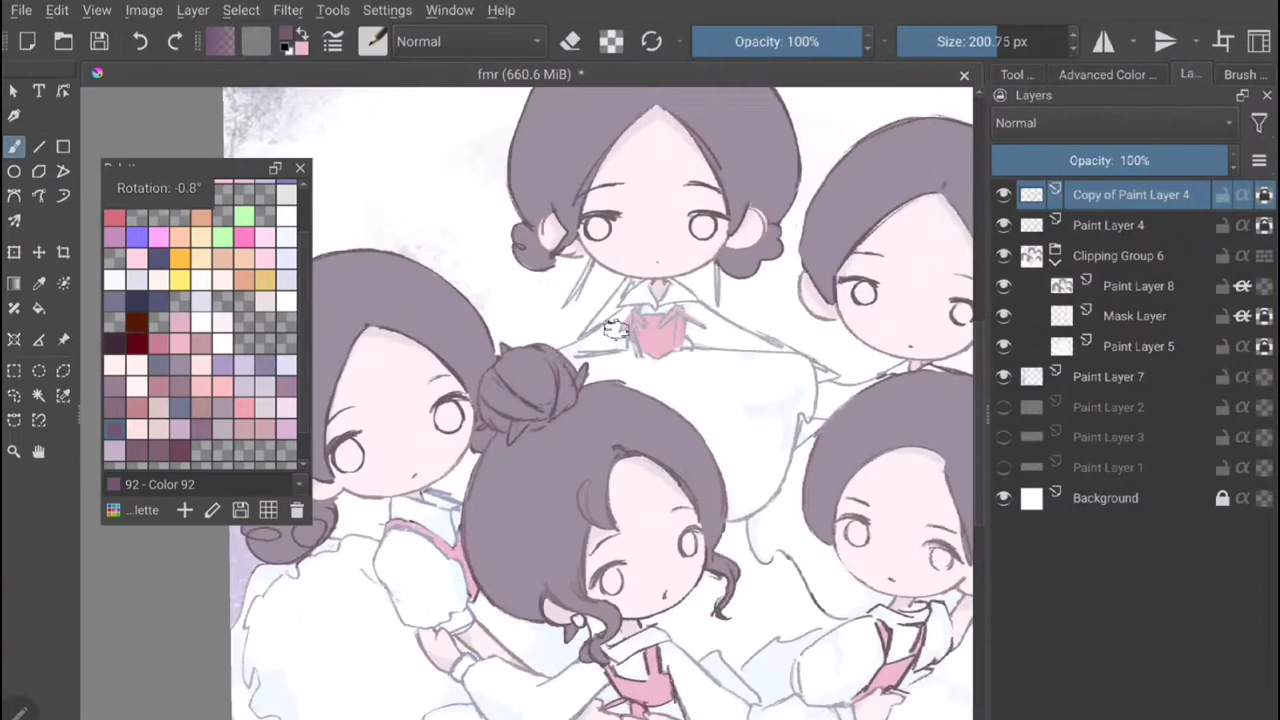 File Edit View Image Layer Select Filter Tools Settings Window Help
Normal Opacity: 100% Size: 200.75 px
fmr (660.6 MiB) *
Tool ... Advanced Color ... La... Brush ...
Layers
Normal
Opacity: 100%
Rotation: -0.8°
Copy of Paint Layer 4
Paint Layer 4
Clipping Group 6
Paint Layer 8
Mask Layer
Paint Layer 5
Paint Layer 7
Paint Layer 2
Paint Layer 3
Paint Layer 1
Background
92 - Color 92
...lette